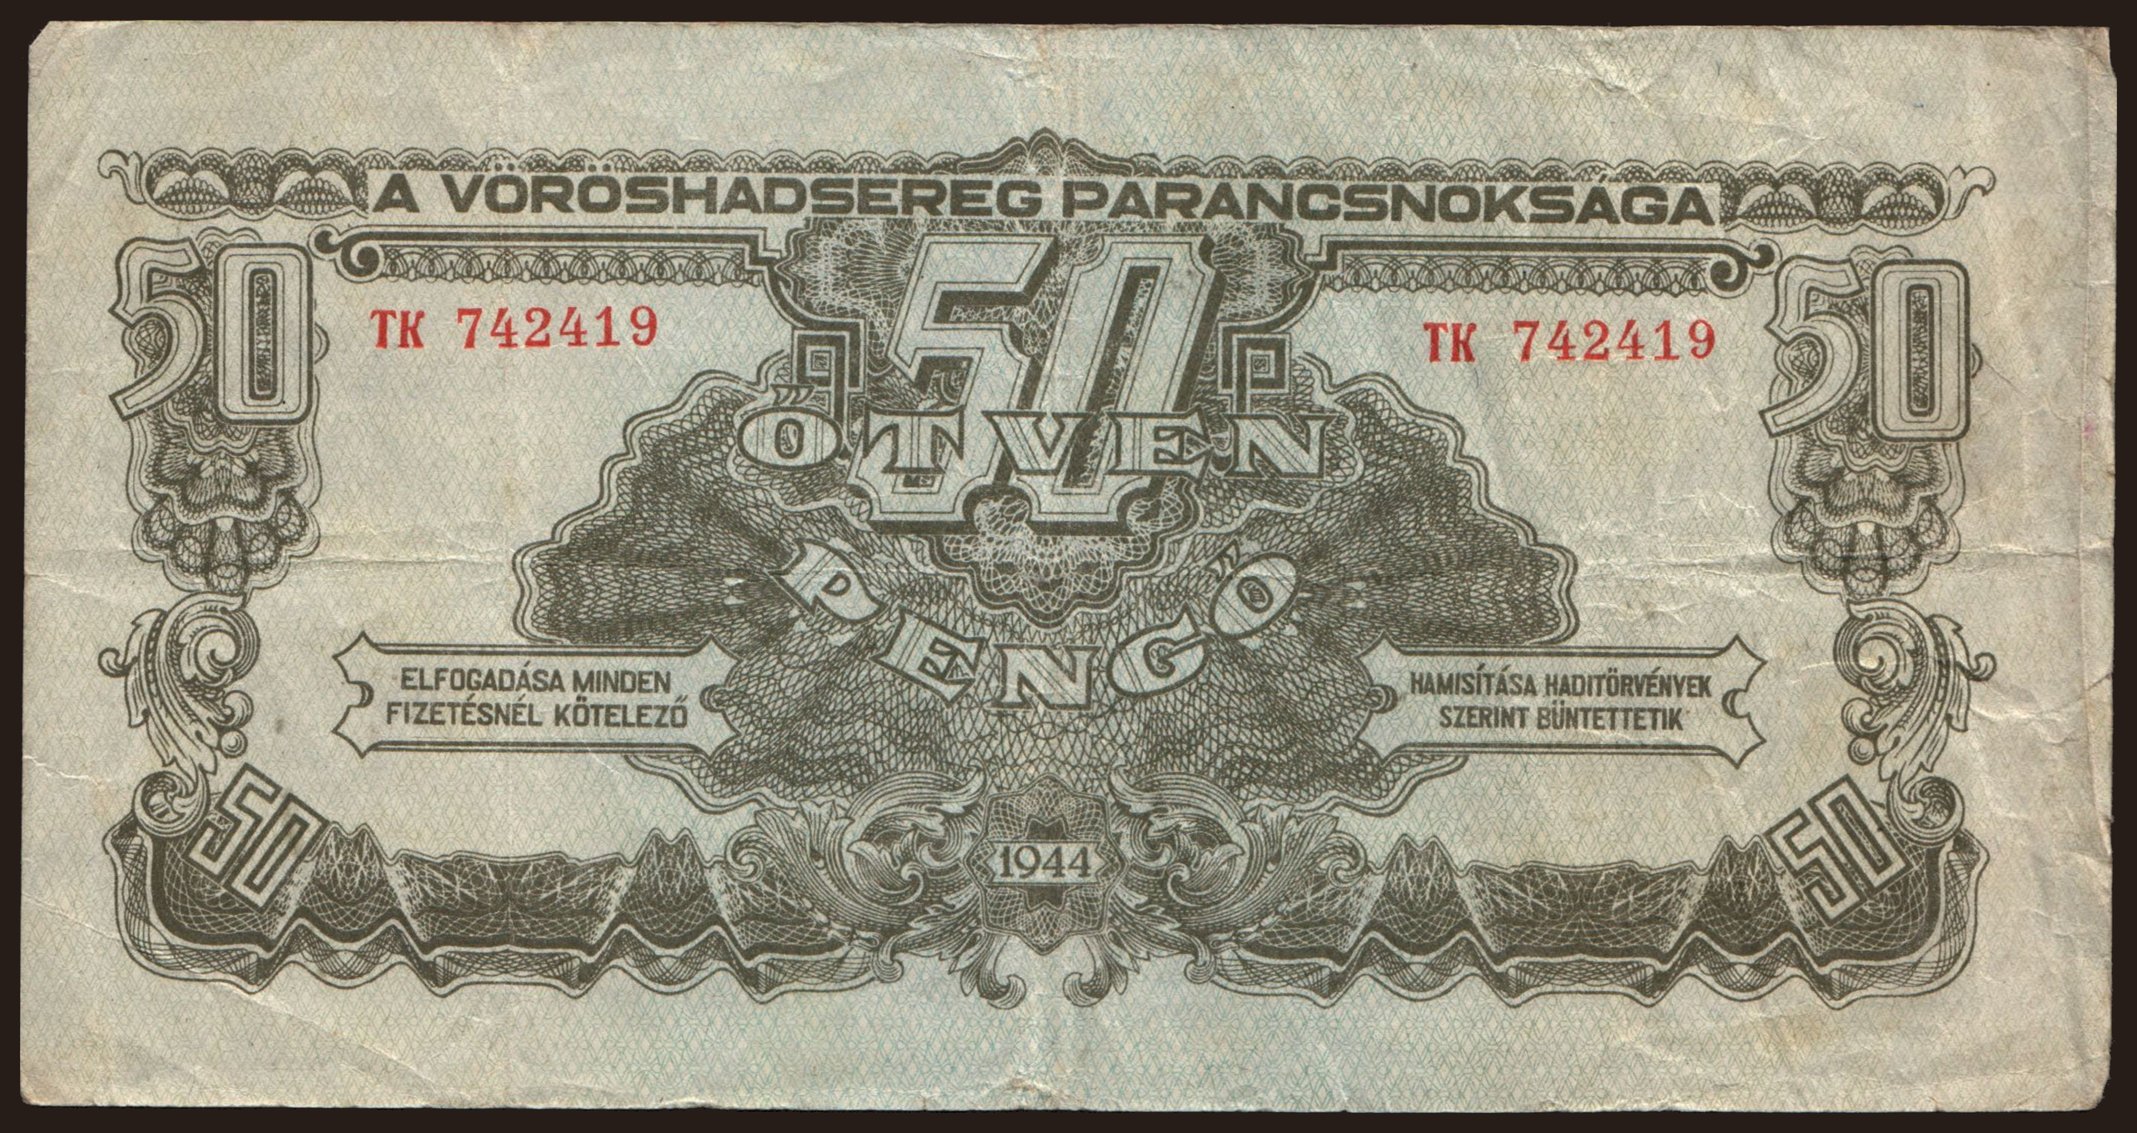 A VÖRÖSHADSEREG PARANCSNOKSÁGA
50 50 50
TK 742419 TK 742419
ÖTVEN
PENGŐ
ELFOGADÁSA MINDEN
FIZETÉSNÉL KÖTELEZŐ
HAMISÍTÁSA HADITÖRVÉNYEK
SZERINT BÜNTETTETIK
50 50
1944